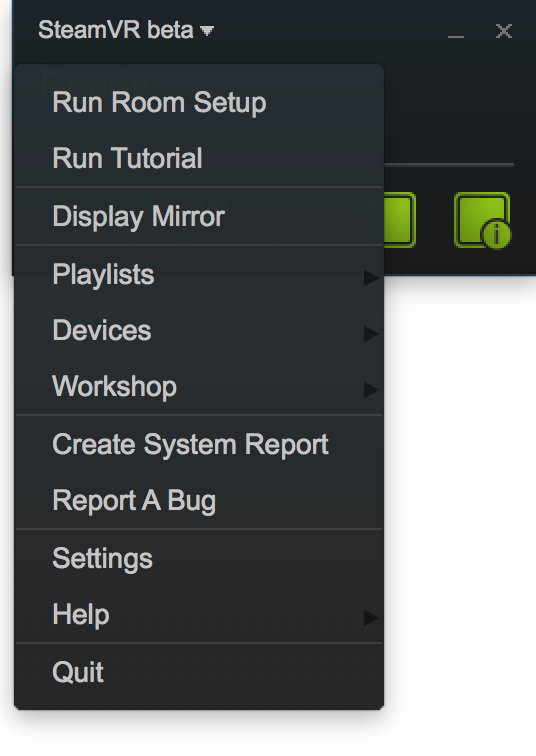 SteamVR beta
Run Room Setup
Run Tutorial
Display Mirror
Playlists
Devices
Workshop
Create System Report
Report A Bug
Settings
Help
Quit